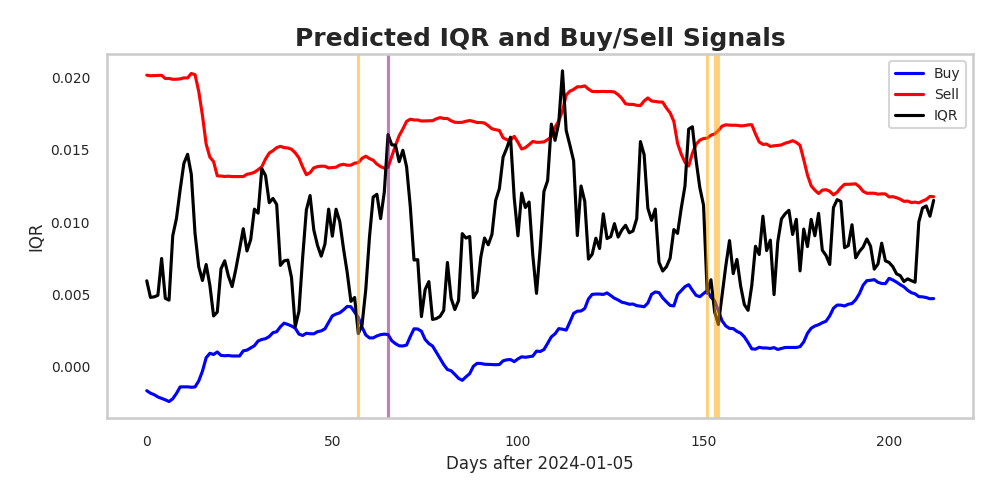 Predicted IQR and Buy/Sell Signals
Buy
Sell
IQR
0.020
0.015
0.010
0.005
0.000
IQR
0
50
100
150
200
Days after 2024-01-05